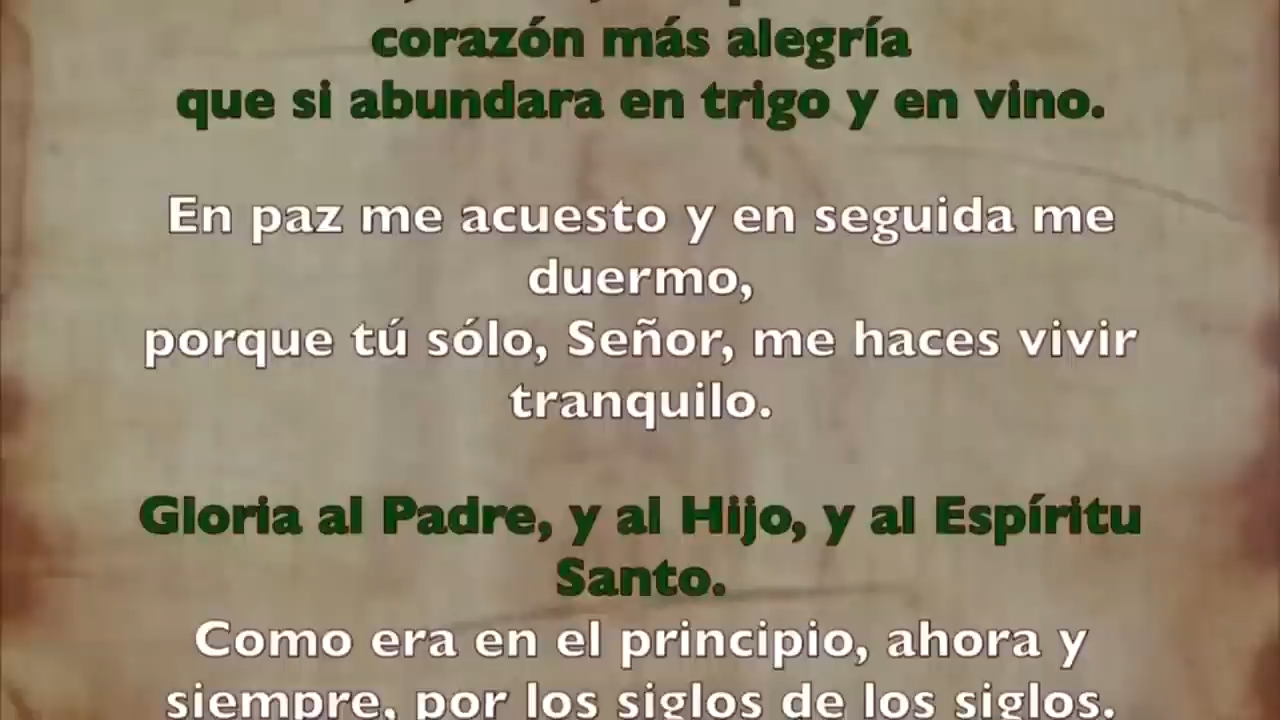 corazón más alegría
que si abundara en trigo y en vino.
En paz me acuesto y en seguida me
duermo,
porque tú sólo, Señor, me haces vivir
tranquilo.
Gloria al Padre, y al Hijo, y al Espíritu
Santo.
Como era en el principio, ahora y
siempre, por los siglos de los siglos.